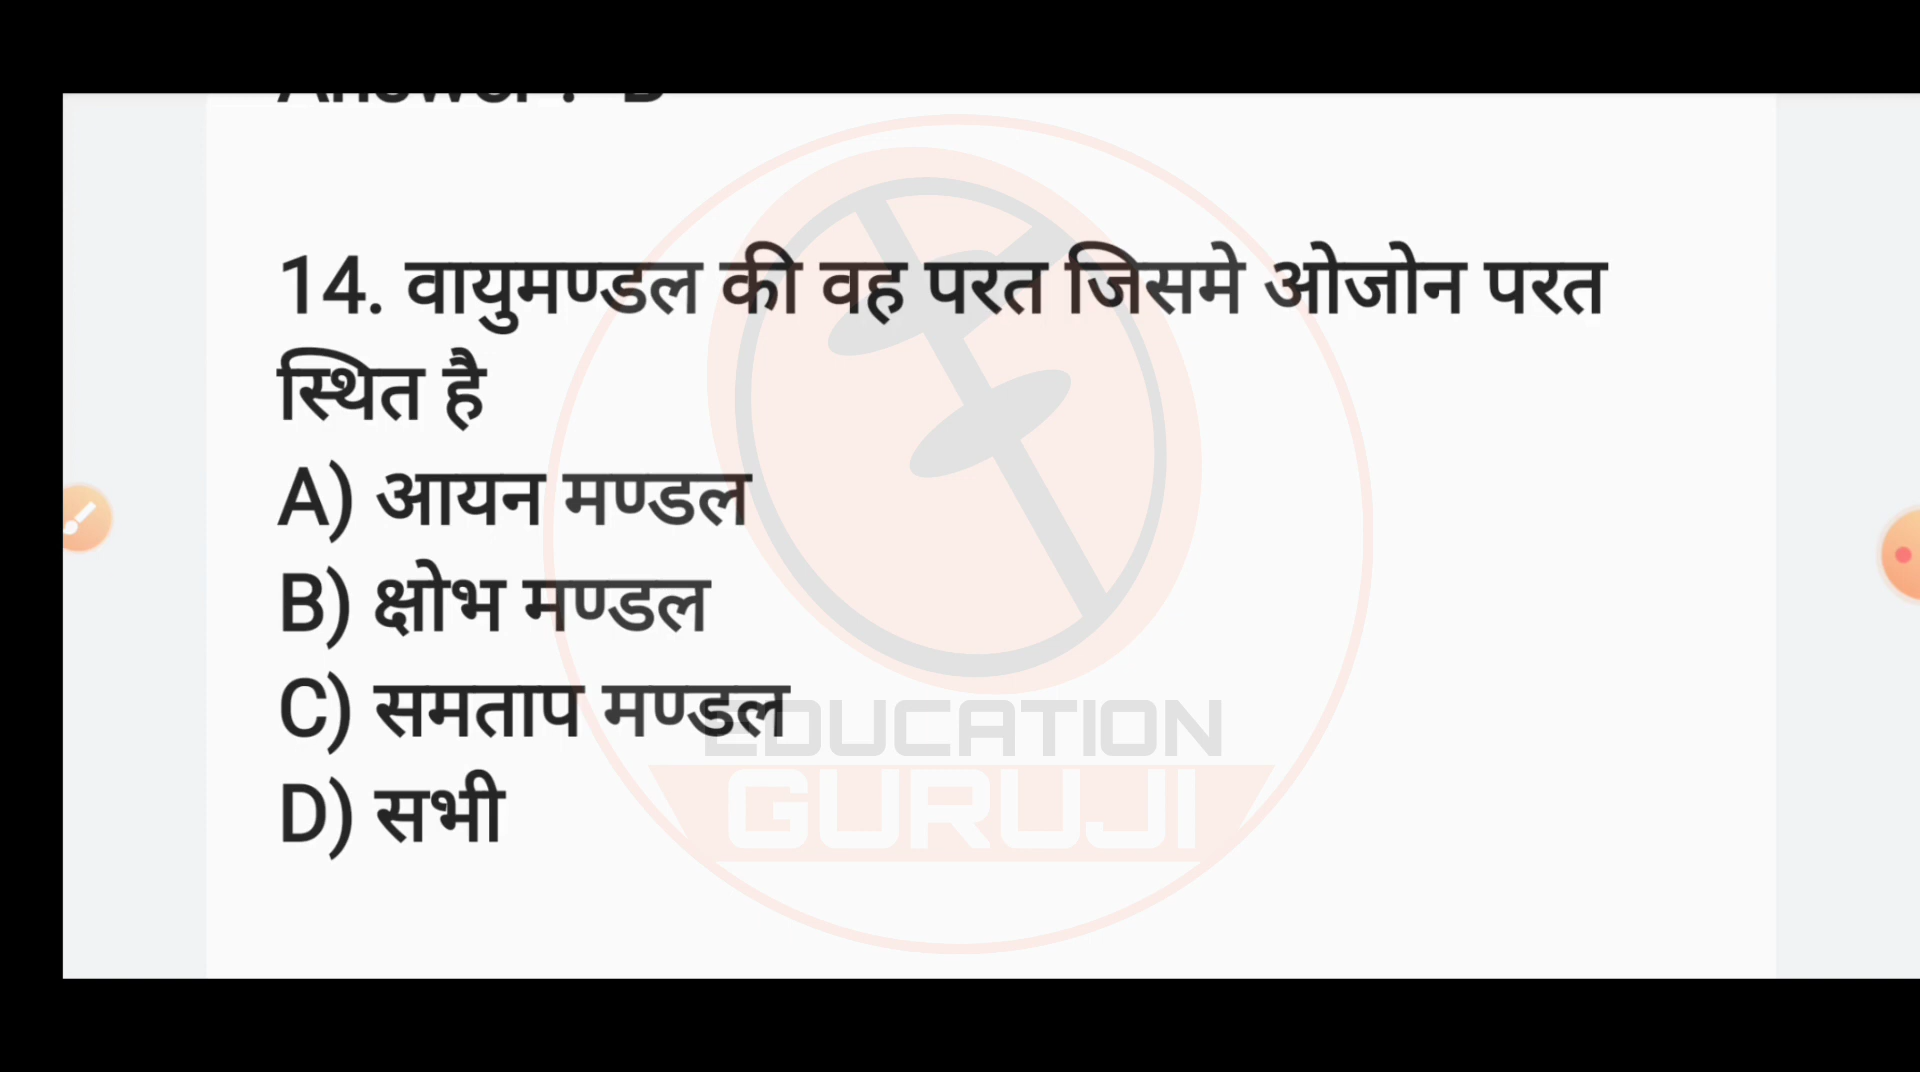 14. वायुमण्डल की वह परत जिसमे ओजोन परत
स्थित है
A) आयन मण्डल
B) क्षोभ मण्डल
C) समताप मण्डल
D) सभी
EDUCATION
GURUJI